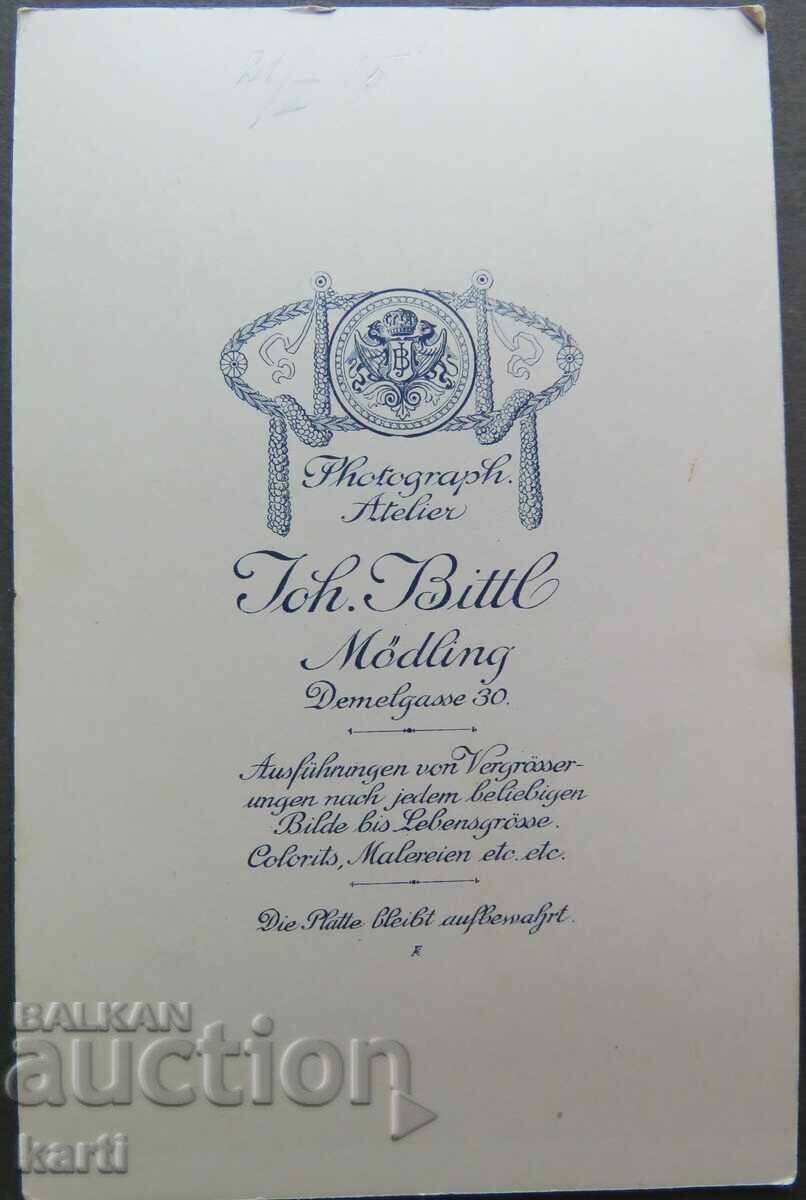 Photograph.
Atelier
Joh. Bittl
Mödling
Demelgasse 30.
Ausführungen von Vergrösser-
ungen nach jedem beliebigen
Bilde bis Lebensgrösse.
Colorits, Malereien etc. etc.
Die Platte bleibt aufbewahrt.
BALKAN
auction
karti